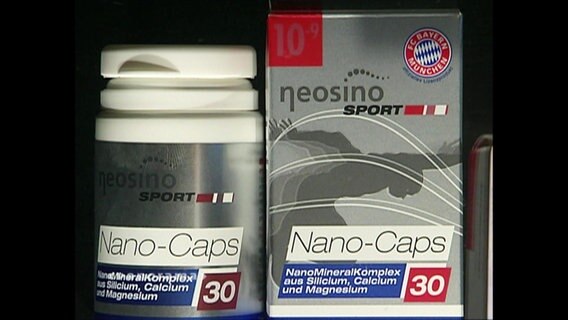 neosino
SPORT
Nano-Caps
NanoMineralKomplex
aus Silicium, Calcium
und Magnesium
30
10⁻⁹
FC BAYERN
MÜNCHEN
neosino
SPORT
Nano-Caps
NanoMineralKomplex
aus Silicium, Calcium
und Magnesium
30